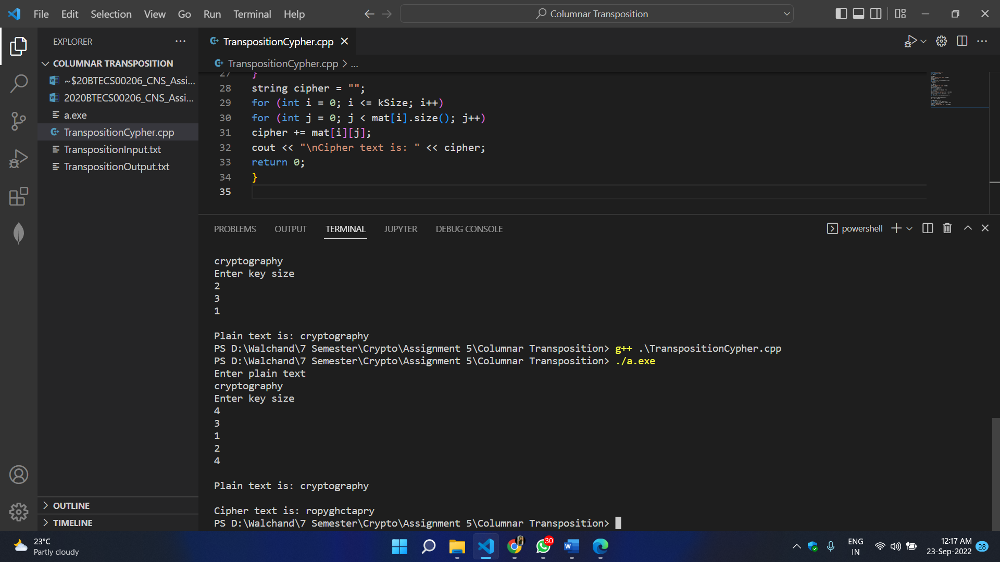 File Edit Selection View Go Run Terminal Help Columnar Transposition
EXPLORER
TranspositionCypher.cpp
COLUMNAR TRANSPOSITION
~$20BTECS00206_CNS_Assi...
2020BTECS00206_CNS_Assi...
a.exe
TranspositionCypher.cpp
TranspositionInput.txt
TranspositionOutput.txt
OUTLINE
TIMELINE
TranspositionCypher.cpp > ...
27 }
28 string cipher = "";
29 for (int i = 0; i <= kSize; i++)
30 for (int j = 0; j < mat[i].size(); j++)
31 cipher += mat[i][j];
32 cout << "\nCipher text is: " << cipher;
33 return 0;
34 }
35
PROBLEMS OUTPUT TERMINAL JUPYTER DEBUG CONSOLE powershell
cryptography
Enter key size
2
3
1
Plain text is: cryptography
PS D:\Walchand\7 Semester\Crypto\Assignment 5\Columnar Transposition> g++ .\TranspositionCypher.cpp
PS D:\Walchand\7 Semester\Crypto\Assignment 5\Columnar Transposition> ./a.exe
Enter plain text
cryptography
Enter key size
4
3
1
2
4
Plain text is: cryptography
Cipher text is: ropyghctapry
PS D:\Walchand\7 Semester\Crypto\Assignment 5\Columnar Transposition>
23°C
Partly cloudy
30
ENG
IN
12:17 AM
23-Sep-2022
28